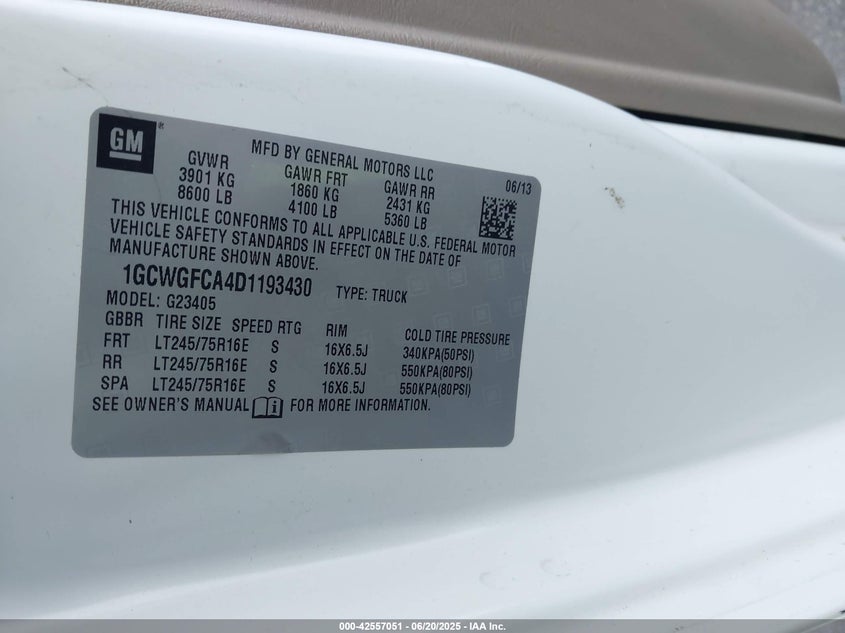 GM
MFD BY GENERAL MOTORS LLC
GVWR GAWR FRT GAWR RR 06/13
3901 KG 1860 KG 2431 KG
8600 LB 4100 LB 5360 LB
THIS VEHICLE CONFORMS TO ALL APPLICABLE U.S. FEDERAL MOTOR
VEHICLE SAFETY STANDARDS IN EFFECT ON THE DATE OF
MANUFACTURE SHOWN ABOVE.
1GCWGFCA4D1193430 TYPE: TRUCK
MODEL: G23405
GBBR TIRE SIZE SPEED RTG RIM COLD TIRE PRESSURE
FRT LT245/75R16E S 16X6.5J 340KPA(50PSI)
RR LT245/75R16E S 16X6.5J 550KPA(80PSI)
SPA LT245/75R16E S 16X6.5J 550KPA(80PSI)
SEE OWNER'S MANUAL i FOR MORE INFORMATION.
000-42557051 - 06/20/2025 - IAA Inc.